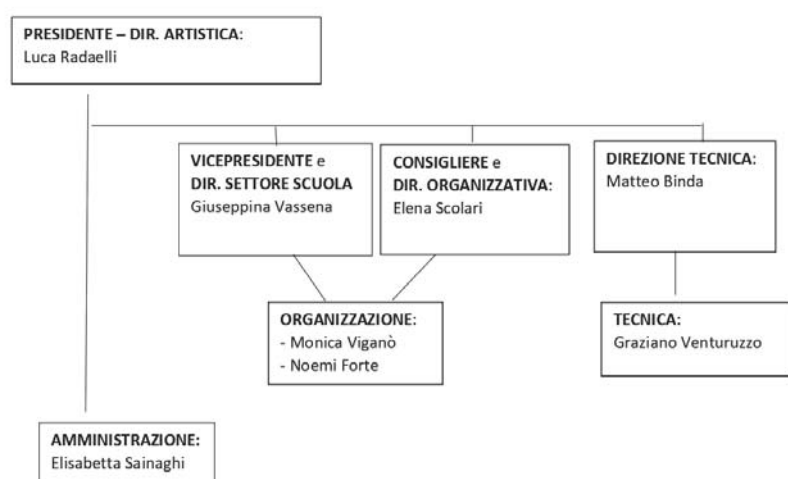 PRESIDENTE – DIR. ARTISTICA:
Luca Radaelli
VICEPRESIDENTE e
DIR. SETTORE SCUOLA
Giuseppina Vassena
CONSIGLIERE e
DIR. ORGANIZZATIVA:
Elena Scolari
DIREZIONE TECNICA:
Matteo Binda
ORGANIZZAZIONE:
- Monica Viganò
- Noemi Forte
TECNICA:
Graziano Venturuzzo
AMMINISTRAZIONE:
Elisabetta Sainaghi